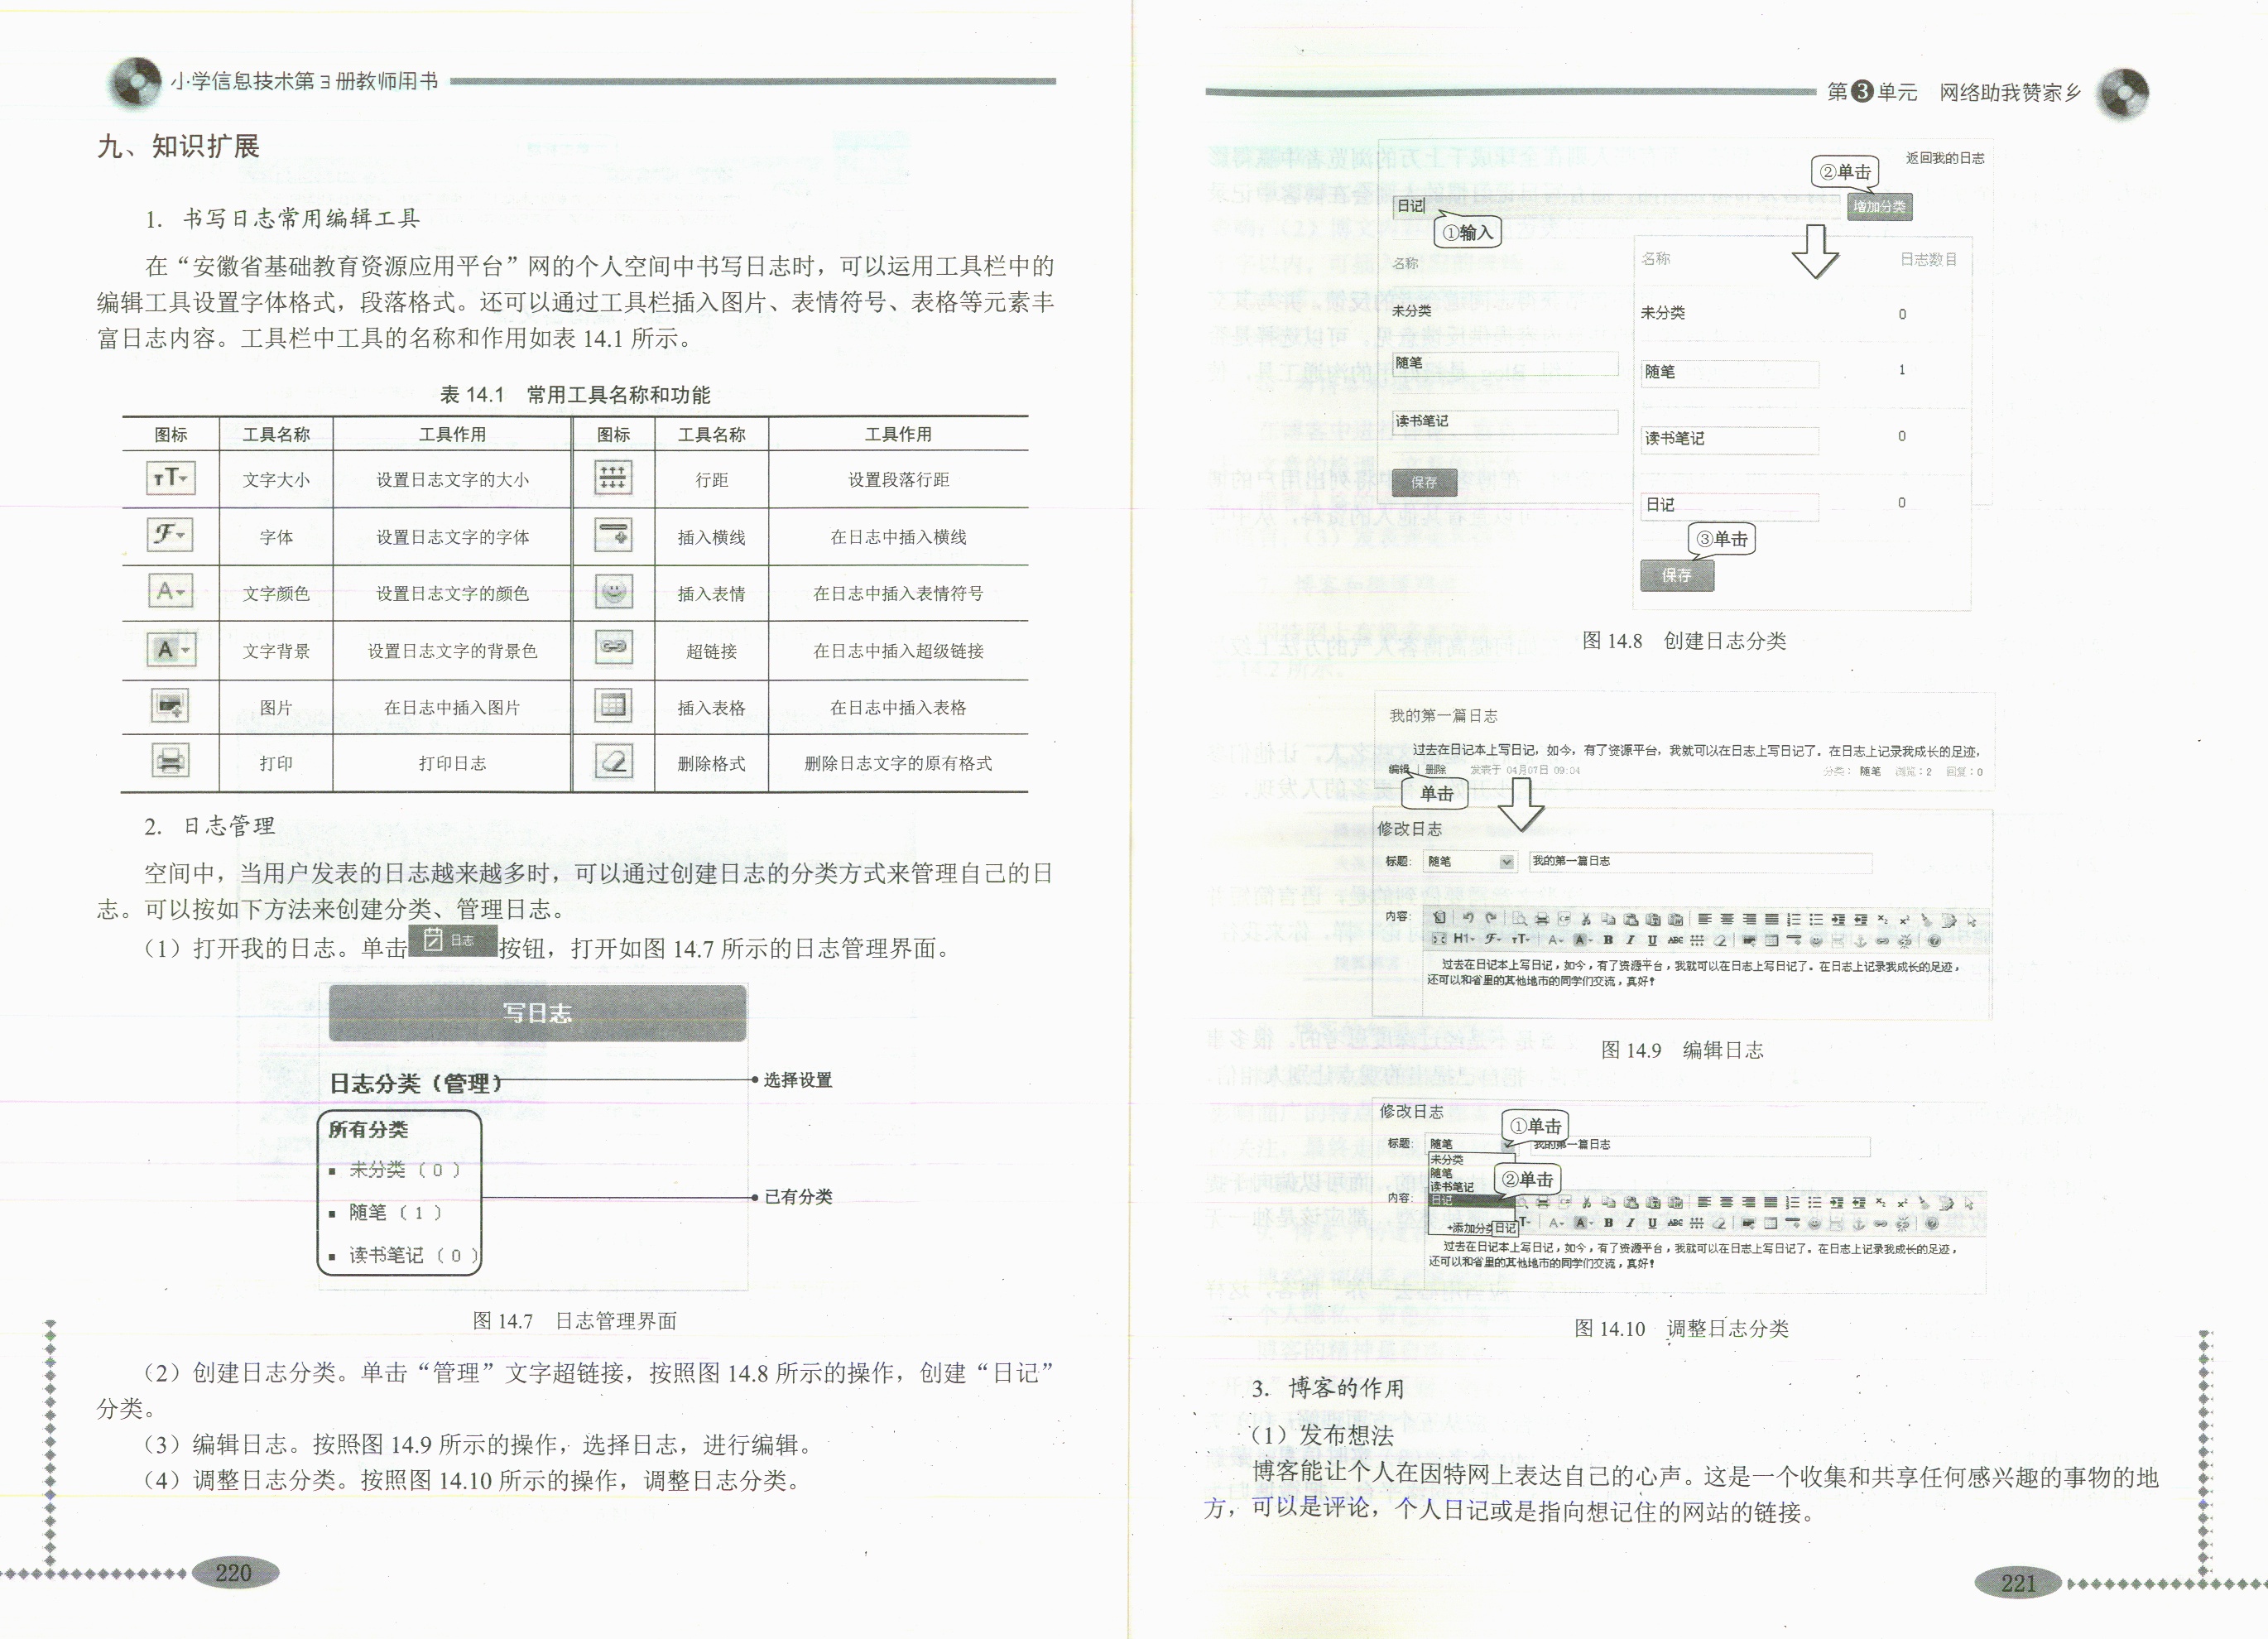 小学信息技术第3册教师用书
九、知识扩展
1. 书写日志常用编辑工具
在“安徽省基础教育资源应用平台”网的个人空间中书写日志时，可以运用工具栏中的
编辑工具设置字体格式，段落格式。还可以通过工具栏插入图片、表情符号、表格等元素丰
富日志内容。工具栏中工具的名称和作用如表 14.1 所示。
表 14.1 常用工具名称和功能
图标 工具名称 工具作用 图标 工具名称 工具作用
文字大小 设置日志文字的大小 行距 设置段落行距
字体 设置日志文字的字体 插入横线 在日志中插入横线
文字颜色 设置日志文字的颜色 插入表情 在日志中插入表情符号
文字背景 设置日志文字的背景色 超链接 在日志中插入超级链接
图片 在日志中插入图片 插入表格 在日志中插入表格
打印 打印日志 删除格式 删除日志文字的原有格式
2. 日志管理
空间中，当用户发表的日志越来越多时，可以通过创建日志的分类方式来管理自己的日
志。可以按如下方法来创建分类、管理日志。
（1）打开我的日志。单击 日志 按钮，打开如图 14.7 所示的日志管理界面。
写日志
日志分类（管理） 选择设置
所有分类
未分类（0）
随笔（1） 已有分类
读书笔记（0）
图 14.7 日志管理界面
（2）创建日志分类。单击“管理”文字超链接，按照图 14.8 所示的操作，创建“日记”
分类。
（3）编辑日志。按照图 14.9 所示的操作，选择日志，进行编辑。
（4）调整日志分类。按照图 14.10 所示的操作，调整日志分类。
220
第3单元 网络助我赞家乡
返回我的日志
②单击
日记 增加分类
①输入
名称
未分类
随笔
读书笔记
保存
名称 日志数目
未分类 0
随笔 1
读书笔记 0
日记 0
③单击
保存
图 14.8 创建日志分类
我的第一篇日志
过去在日记本上写日记，如今，有了资源平台，我就可以在日志上写日记了。在日志上记录我成长的足迹，
编辑 | 删除 发表于 04月07日 09:04 分类：随笔 浏览：2 回复：0
单击
修改日志
标题: 随笔 我的第一篇日志
内容:
过去在日记本上写日记，如今，有了资源平台，我就可以在日志上写日记了。在日志上记录我成长的足迹，
还可以和省里的其他地市的同学们交流，真好！
图 14.9 编辑日志
修改日志
①单击
标题: 随笔 我的第一篇日志
未分类
随笔
读书笔记 ②单击
内容: 日记
+添加分类 日记
过去在日记本上写日记，如今，有了资源平台，我就可以在日志上写日记了。在日志上记录我成长的足迹，
还可以和省里的其他地市的同学们交流，真好！
图 14.10 调整日志分类
3. 博客的作用
（1）发布想法
博客能让个人在因特网上表达自己的心声。这是一个收集和共享任何感兴趣的事物的地
方，可以是评论，个人日记或是指向想记住的网站的链接。
221